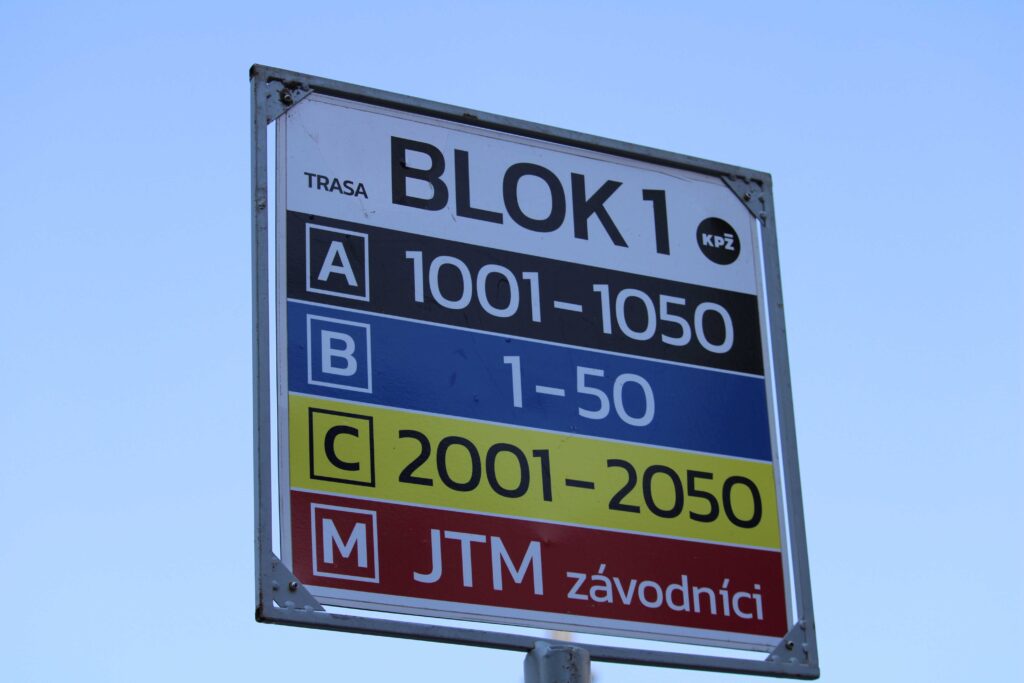 BLOK 1
TRASA
KPŽ
A 1001 – 1050
B 1 – 50
C 2001 – 2050
M JTM závodníci